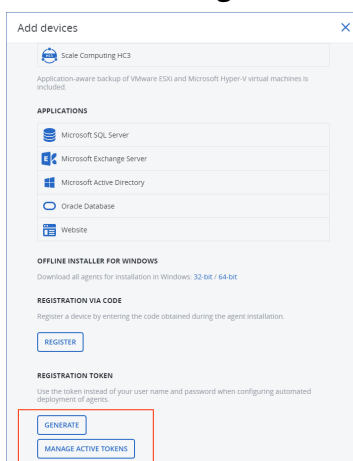 Add devices
HC3
Scale Computing HC3
Application-aware backup of VMware ESXi and Microsoft Hyper-V virtual machines is
included.
APPLICATIONS
Microsoft SQL Server
Microsoft Exchange Server
Microsoft Active Directory
Oracle Database
Website
OFFLINE INSTALLER FOR WINDOWS
Download all agents for installation in Windows: 32-bit / 64-bit
REGISTRATION VIA CODE
Register a device by entering the code obtained during the agent installation.
REGISTER
REGISTRATION TOKEN
Use the token instead of your user name and password when configuring automated
deployment of agents.
GENERATE
MANAGE ACTIVE TOKENS